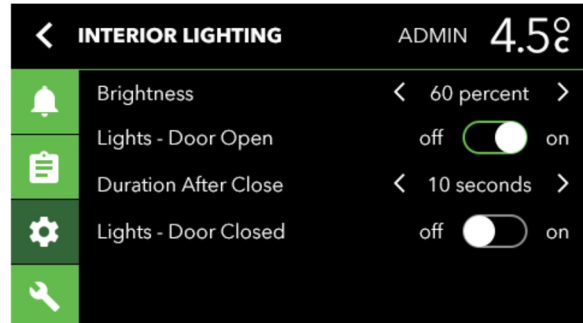 INTERIOR LIGHTING ADMIN 4.5°C
Brightness 60 percent
Lights - Door Open off on
Duration After Close 10 seconds
Lights - Door Closed off on